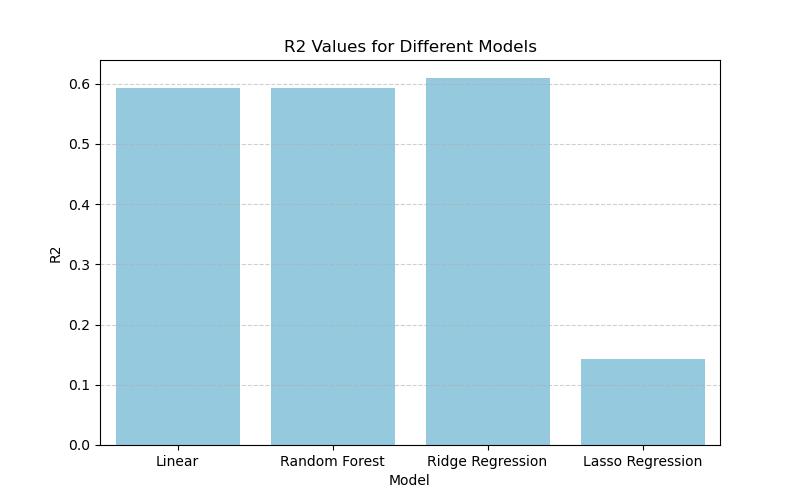 R2 Values for Different Models
0.6
0.5
0.4
0.3
0.2
0.1
0.0
R2
Linear
Random Forest
Ridge Regression
Lasso Regression
Model